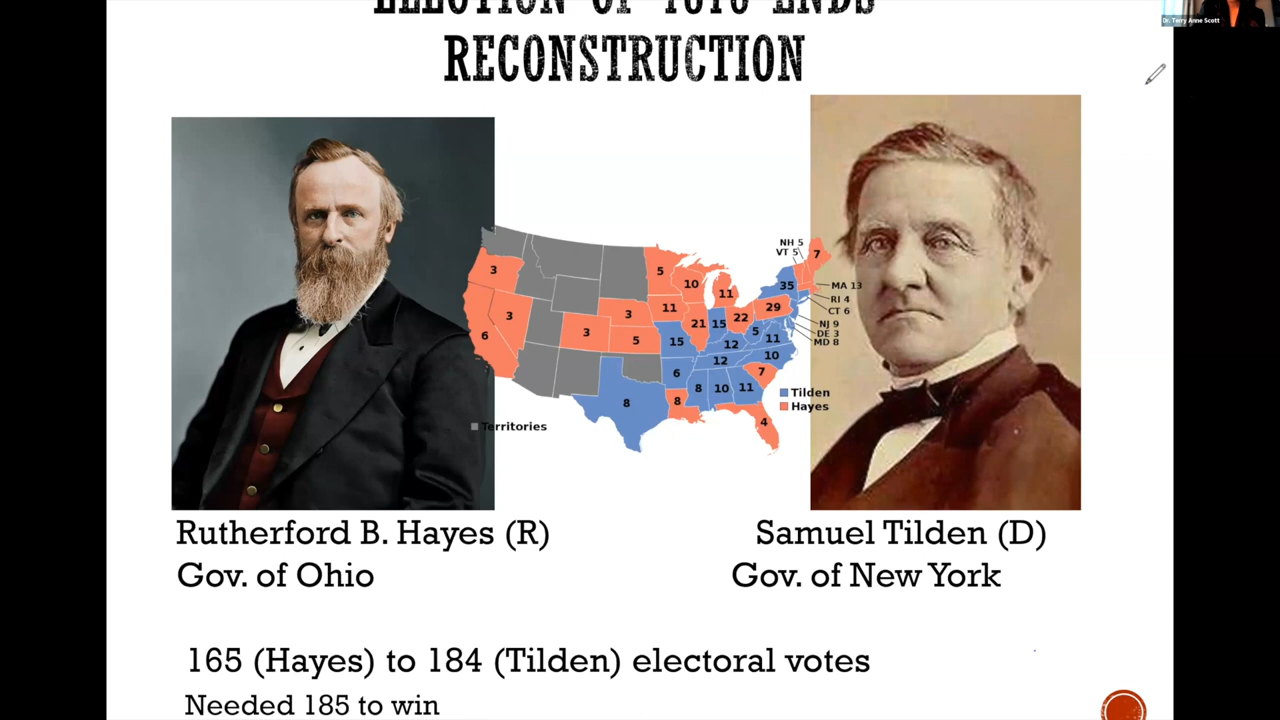 ELECTION OF 1876 ENDS
RECONSTRUCTION
Dr. Terry Anne Scott
NH 5
VT 5
7
3
5
10
11
35
MA 13
RI 4
CT 6
3
6
3
3
5
11
21
15
22
29
5
11
NJ 9
DE 3
MD 8
15
12
12
10
6
8
10
11
7
8
8
4
Tilden
Hayes
Territories
Rutherford B. Hayes (R)
Gov. of Ohio
Samuel Tilden (D)
Gov. of New York
165 (Hayes) to 184 (Tilden) electoral votes
Needed 185 to win